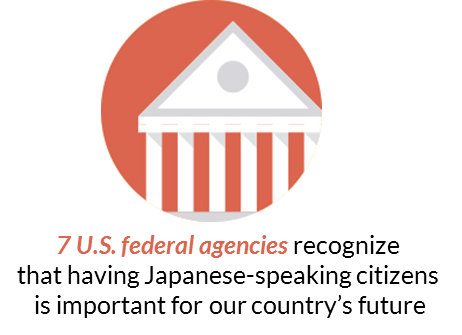 7 U.S. federal agencies recognize
that having Japanese-speaking citizens
is important for our country’s future